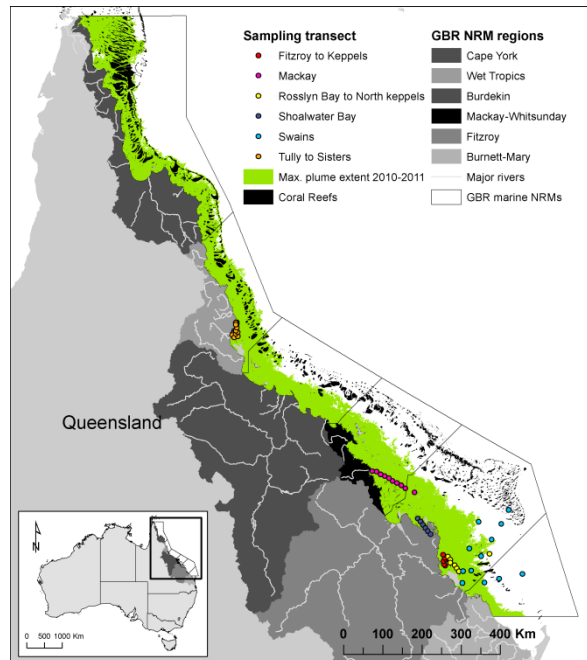 Sampling transect
Fitzroy to Keppels
Mackay
Rosslyn Bay to North keppels
Shoalwater Bay
Swains
Tully to Sisters
Max. plume extent 2010-2011
Coral Reefs
GBR NRM regions
Cape York
Wet Tropics
Burdekin
Mackay-Whitsunday
Fitzroy
Burnett-Mary
Major rivers
GBR marine NRMs
Queensland
N
0 500 1000 Km
0 100 200 300 400 Km